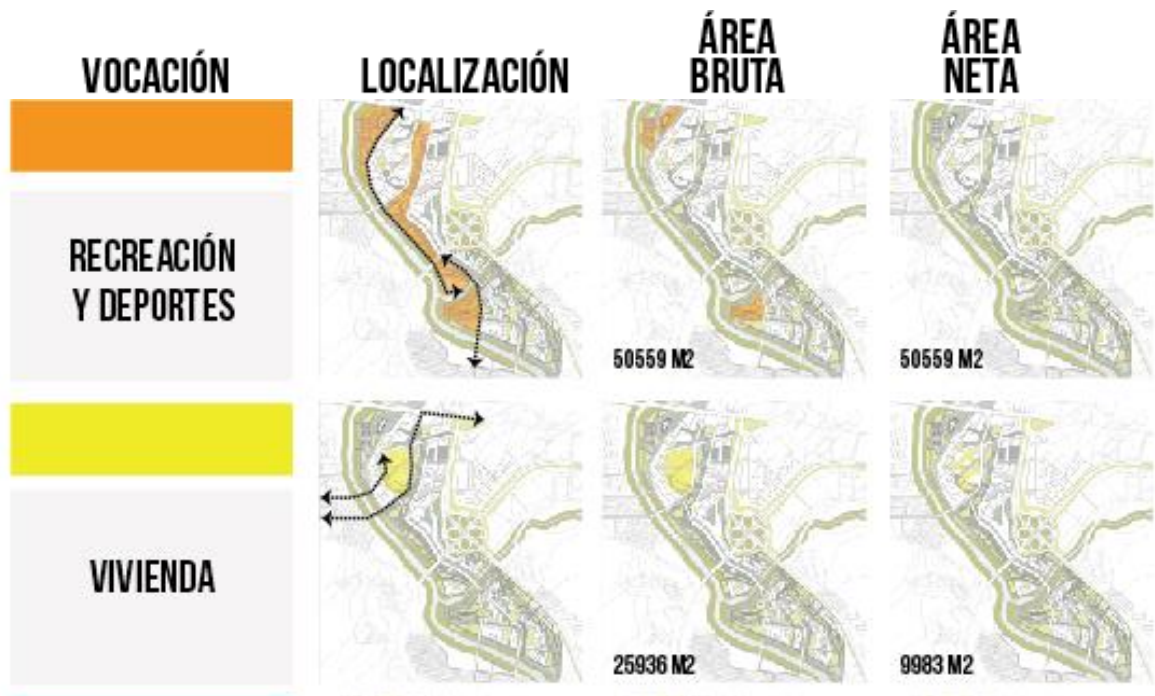 VOCACIÓN
LOCALIZACIÓN
ÁREA
BRUTA
ÁREA
NETA
RECREACIÓN
Y DEPORTES
50559 M2
50559 M2
VIVIENDA
25936 M2
9983 M2